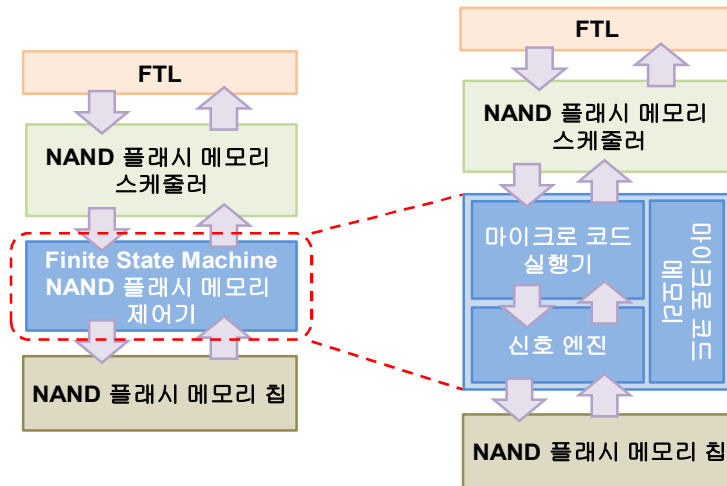 FTL
NAND 플래시 메모리
스케줄러
Finite State Machine
NAND 플래시 메모리
제어기
NAND 플래시 메모리 칩
FTL
NAND 플래시 메모리
스케줄러
마이크로 코드
실행기
신호 엔진
마이크로 코드
메모리
NAND 플래시 메모리 칩